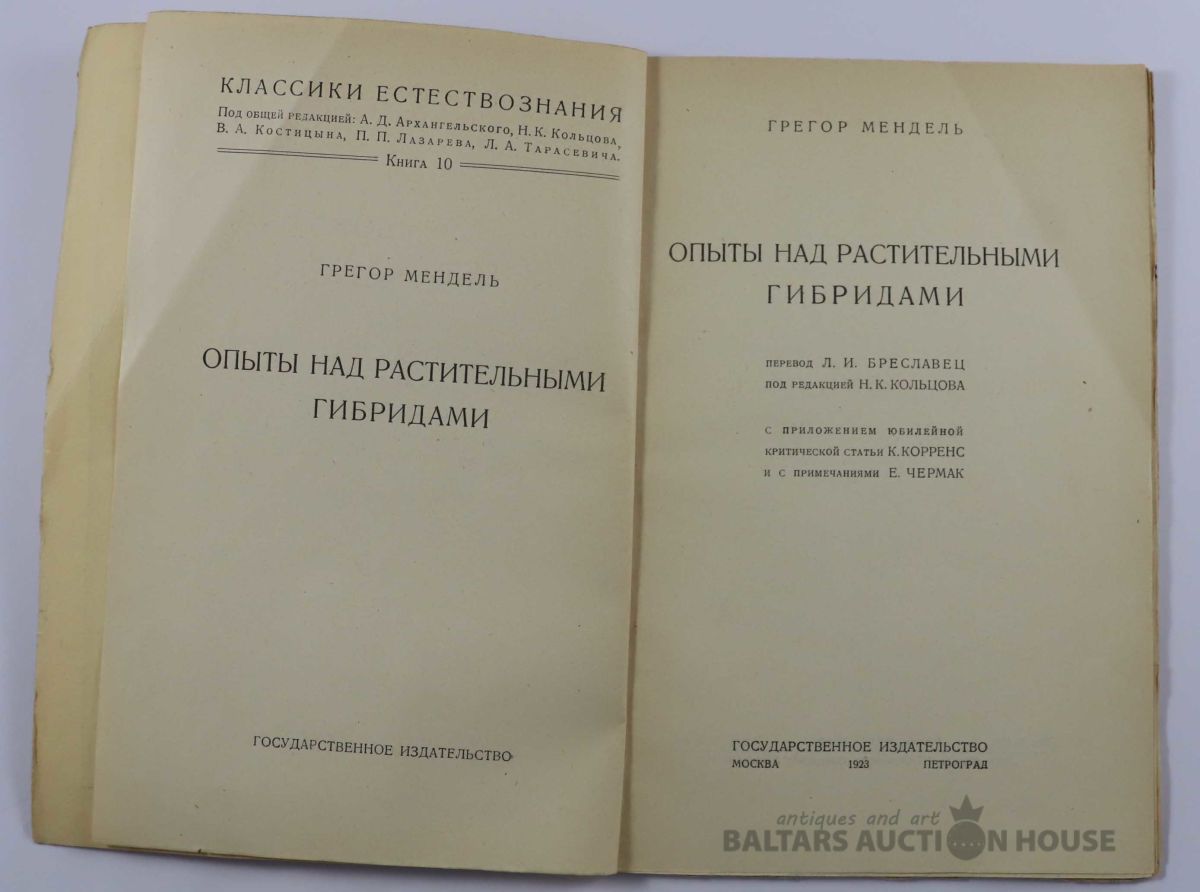 КЛАССИКИ ЕСТЕСТВОЗНАНИЯ
Под общей редакцией: А. Д. Архангельского, Н. К. Кольцова,
В. А. Костицына, П. П. Лазарева, Л. А. Тарасевича.
Книга 10
ГРЕГОР МЕНДЕЛЬ
ОПЫТЫ НАД РАСТИТЕЛЬНЫМИ
ГИБРИДАМИ
ГОСУДАРСТВЕННОЕ ИЗДАТЕЛЬСТВО
ГРЕГОР МЕНДЕЛЬ
ОПЫТЫ НАД РАСТИТЕЛЬНЫМИ
ГИБРИДАМИ
ПЕРЕВОД Л. И. БРЕСЛАВЕЦ
ПОД РЕДАКЦИЕЙ Н. К. КОЛЬЦОВА
С ПРИЛОЖЕНИЕМ ЮБИЛЕЙНОЙ
КРИТИЧЕСКОЙ СТАТЬИ К. КОРРЕНС
И С ПРИМЕЧАНИЯМИ Е. ЧЕРМАК
ГОСУДАРСТВЕННОЕ ИЗДАТЕЛЬСТВО
МОСКВА 1923 ПЕТРОГРАД
antiques and art
BALTARS AUCTION HOUSE